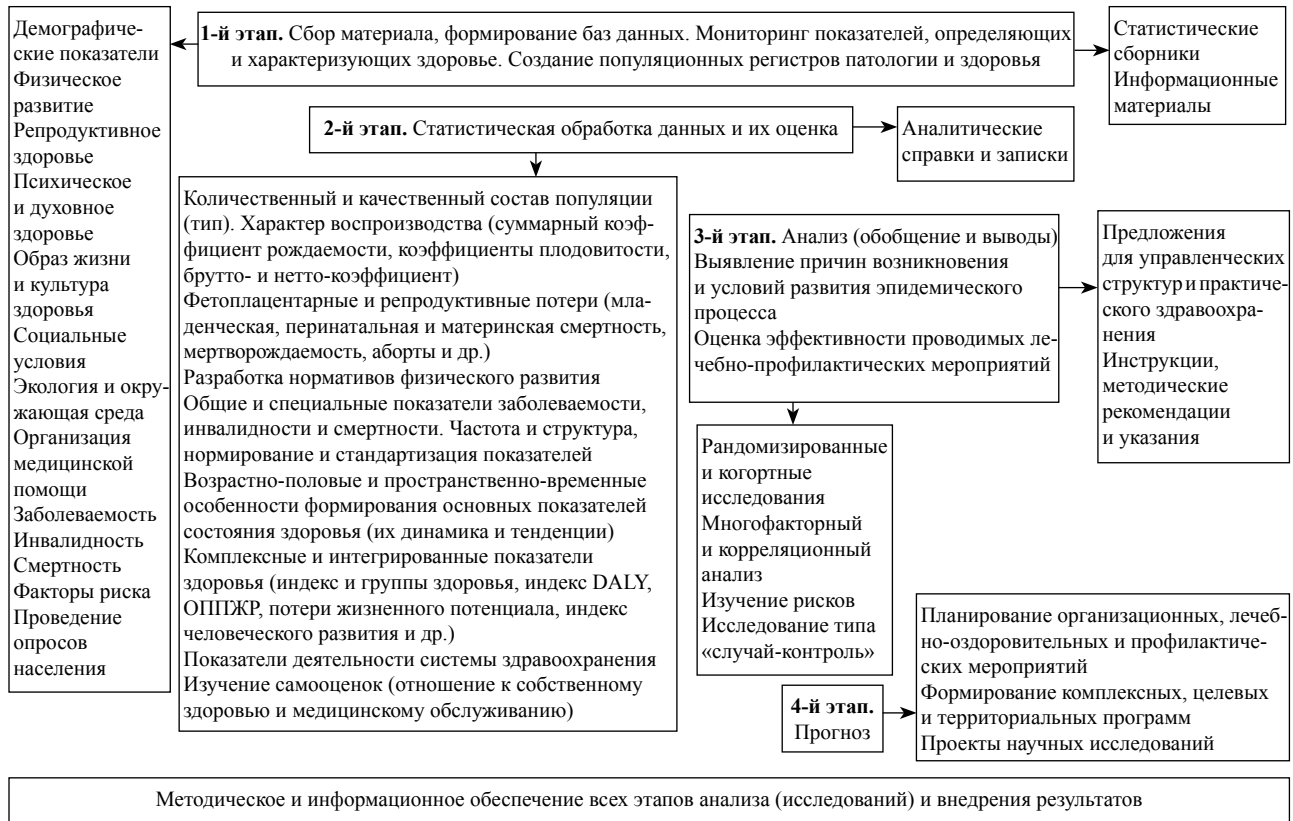 Демографиче-
ские показатели
Физическое
развитие
Репродуктивное
здоровье
Психическое
и духовное
здоровье
Образ жизни
и культура
здоровья
Социальные
условия
Экология и окру-
жающая среда
Организация
медицинской
помощи
Заболеваемость
Инвалидность
Смертность
Факторы риска
Проведение
опросов
населения
1-й этап. Сбор материала, формирование баз данных. Мониторинг показателей, определяющих
и характеризующих здоровье. Создание популяционных регистров патологии и здоровья
Статистические
сборники
Информационные
материалы
2-й этап. Статистическая обработка данных и их оценка
Аналитические
справки и записки
Количественный и качественный состав популяции
(тип). Характер воспроизводства (суммарный коэф-
фициент рождаемости, коэффициенты плодовитости,
брутто- и нетто-коэффициент)
Фетоплацентарные и репродуктивные потери (мла-
денческая, перинатальная и материнская смертность,
мертворождаемость, аборты и др.)
Разработка нормативов физического развития
Общие и специальные показатели заболеваемости,
инвалидности и смертности. Частота и структура,
нормирование и стандартизация показателей
Возрастно-половые и пространственно-временные
особенности формирования основных показателей
состояния здоровья (их динамика и тенденции)
Комплексные и интегрированные показатели
здоровья (индекс и группы здоровья, индекс DALY,
ОППЖР, потери жизненного потенциала, индекс
человеческого развития и др.)
Показатели деятельности системы здравоохранения
Изучение самооценок (отношение к собственному
здоровью и медицинскому обслуживанию)
3-й этап. Анализ (обобщение и выводы)
Выявление причин возникновения
и условий развития эпидемического
процесса
Оценка эффективности проводимых ле-
чебно-профилактических мероприятий
Предложения
для управленческих
структур и практиче-
ского здравоохра-
нения
Инструкции,
методические
рекомендации
и указания
Рандомизированные
и когортные
исследования
Многофакторный
и корреляционный
анализ
Изучение рисков
Исследование типа
«случай-контроль»
4-й этап.
Прогноз
Планирование организационных, лечеб-
но-оздоровительных и профилактиче-
ских мероприятий
Формирование комплексных, целевых
и территориальных программ
Проекты научных исследований
Методическое и информационное обеспечение всех этапов анализа (исследований) и внедрения результатов